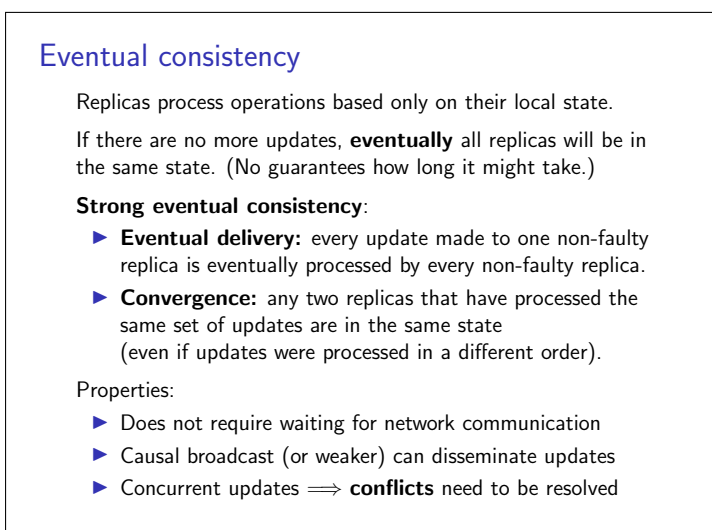 Eventual consistency
Replicas process operations based only on their local state.
If there are no more updates, eventually all replicas will be in
the same state. (No guarantees how long it might take.)
Strong eventual consistency:
▶ Eventual delivery: every update made to one non-faulty
replica is eventually processed by every non-faulty replica.
▶ Convergence: any two replicas that have processed the
same set of updates are in the same state
(even if updates were processed in a different order).
Properties:
▶ Does not require waiting for network communication
▶ Causal broadcast (or weaker) can disseminate updates
▶ Concurrent updates ⟹ conflicts need to be resolved